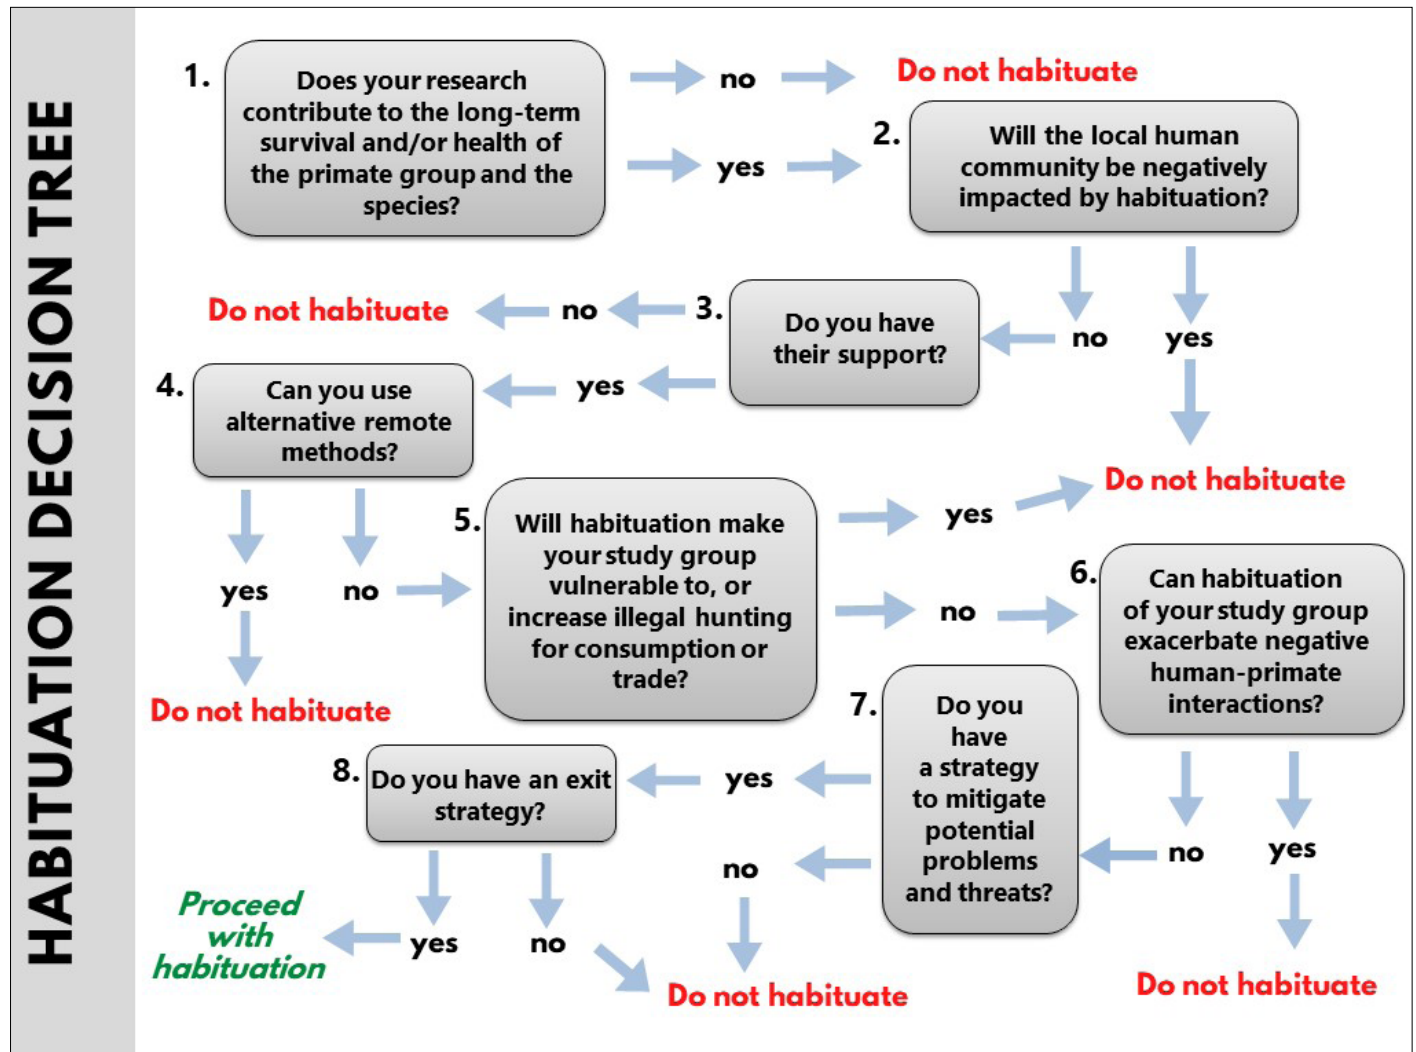 HABITUATION DECISION TREE
1.
Does your research
contribute to the long-term
survival and/or health of
the primate group and the
species?
no
Do not habituate
yes
2.
Will the local human
community be negatively
impacted by habituation?
no
yes
Do not habituate
3.
Do you have
their support?
no
Do not habituate
yes
4.
Can you use
alternative remote
methods?
yes
no
Do not habituate
5.
Will habituation make
your study group
vulnerable to, or
increase illegal hunting
for consumption or
trade?
yes
no
6.
Can habituation
of your study group
exacerbate negative
human-primate
interactions?
no
yes
Do not habituate
7.
Do you
have
a strategy
to mitigate
potential
problems
and threats?
yes
no
8.
Do you have an exit
strategy?
yes
no
Proceed
with
habituation
Do not habituate